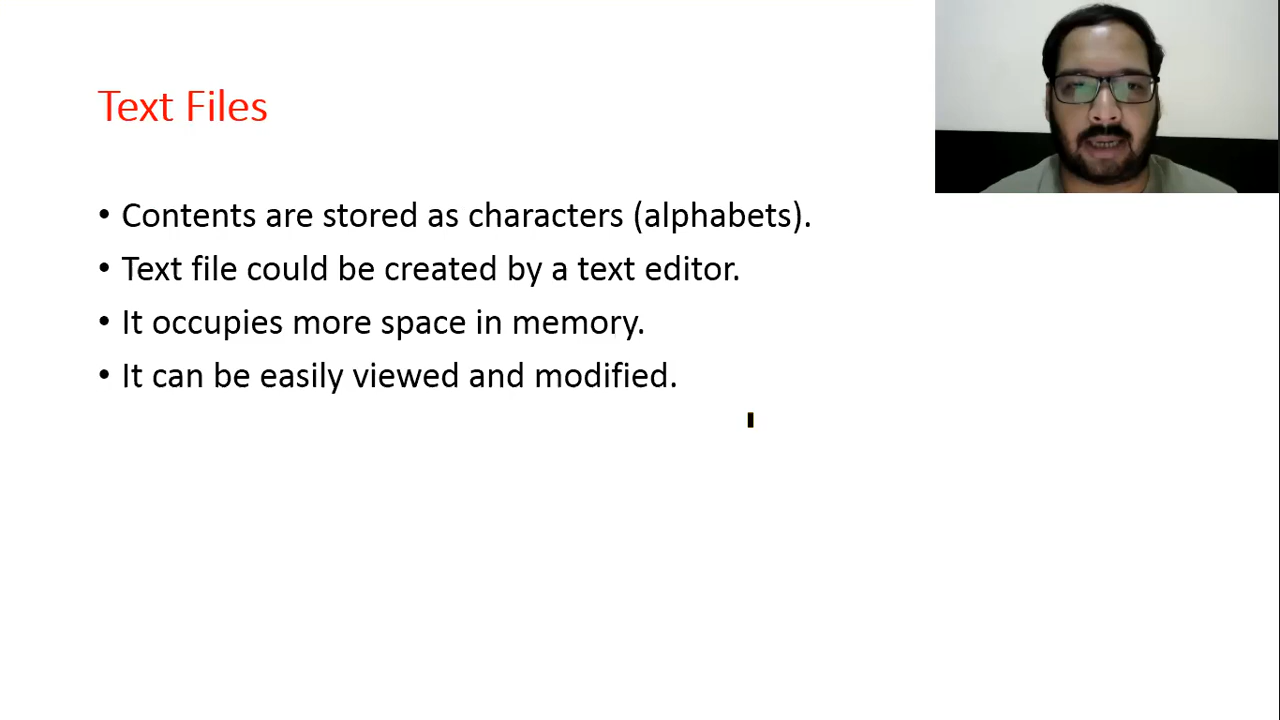 Text Files
• Contents are stored as characters (alphabets).
• Text file could be created by a text editor.
• It occupies more space in memory.
• It can be easily viewed and modified.